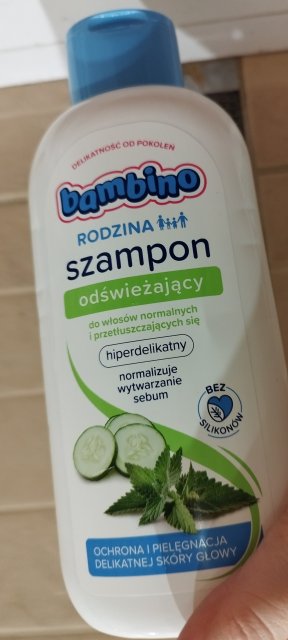 DELIKATNOŚĆ OD POKOLEŃ
bambino
RODZINA
szampon
odświeżający
do włosów normalnych
i przetłuszczających się
hiperdelikatny
normalizuje
wytwarzanie
sebum
BEZ
SILIKONÓW
OCHRONA I PIELĘGNACJA
DELIKATNEJ SKÓRY GŁOWY